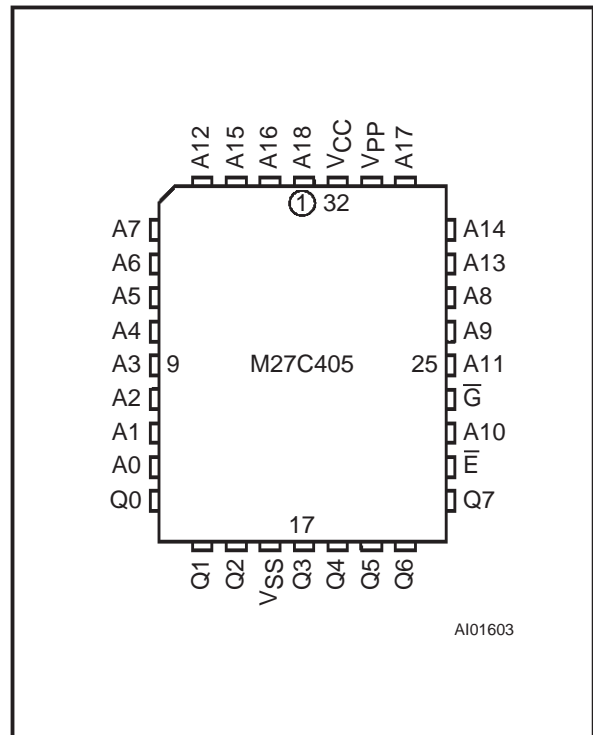 A12 A15 A16 A18 VCC VPP A17
1 32
A7 A14
A6 A13
A5 A8
A4 A9
A3 9 M27C405 25 A11
A2 G̅
A1 A10
A0 E̅
Q0 Q7
17
Q1 Q2 VSS Q3 Q4 Q5 Q6
AI01603